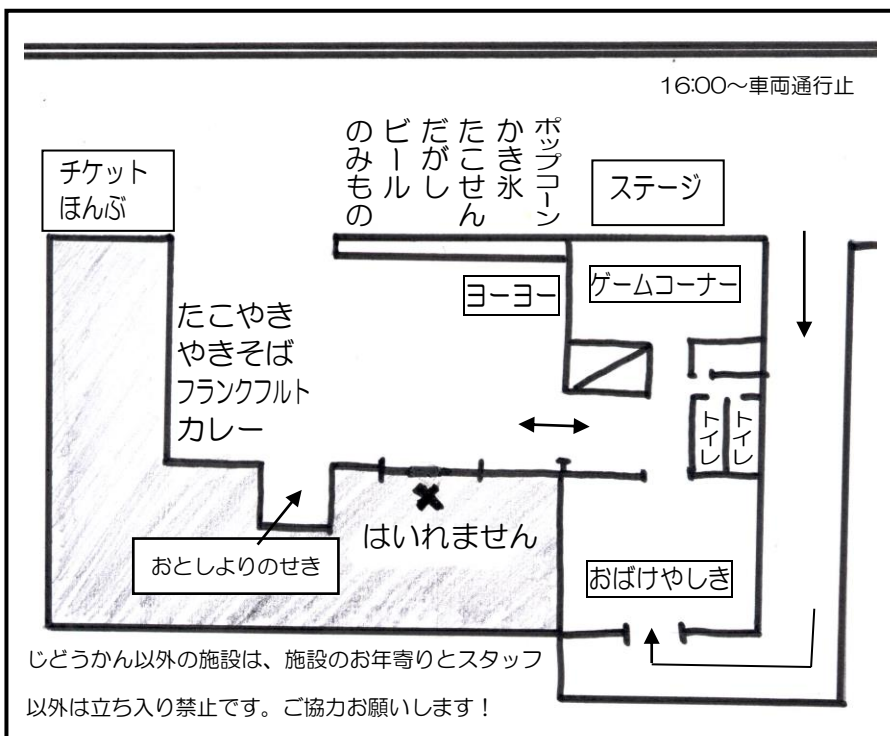 16:00～車両通行止
ポップコーン
かき氷
たこせん
だがし
ビール
のみもの
チケット
ほんぶ
ステージ
ヨーヨー
ゲームコーナー
たこやき
やきそば
フランクフルト
カレー
トイレ
トイレ
はいれません
おとしよりのせき
おばけやしき
じどうかん以外の施設は、施設のお年寄りとスタッフ
以外は立ち入り禁止です。ご協力お願いします！